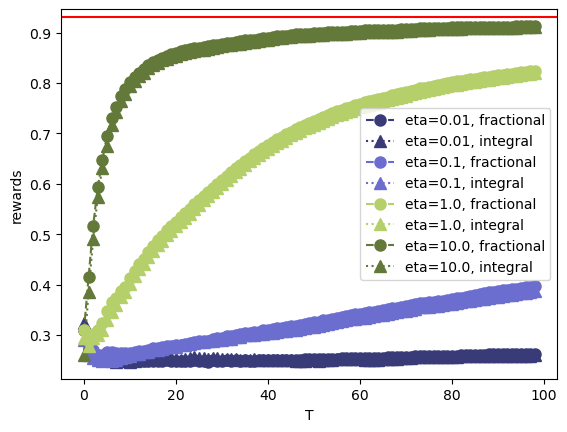 0.9
0.8
0.7
0.6
0.5
0.4
0.3
rewards
eta=0.01, fractional
eta=0.01, integral
eta=0.1, fractional
eta=0.1, integral
eta=1.0, fractional
eta=1.0, integral
eta=10.0, fractional
eta=10.0, integral
0 20 40 60 80 100
T